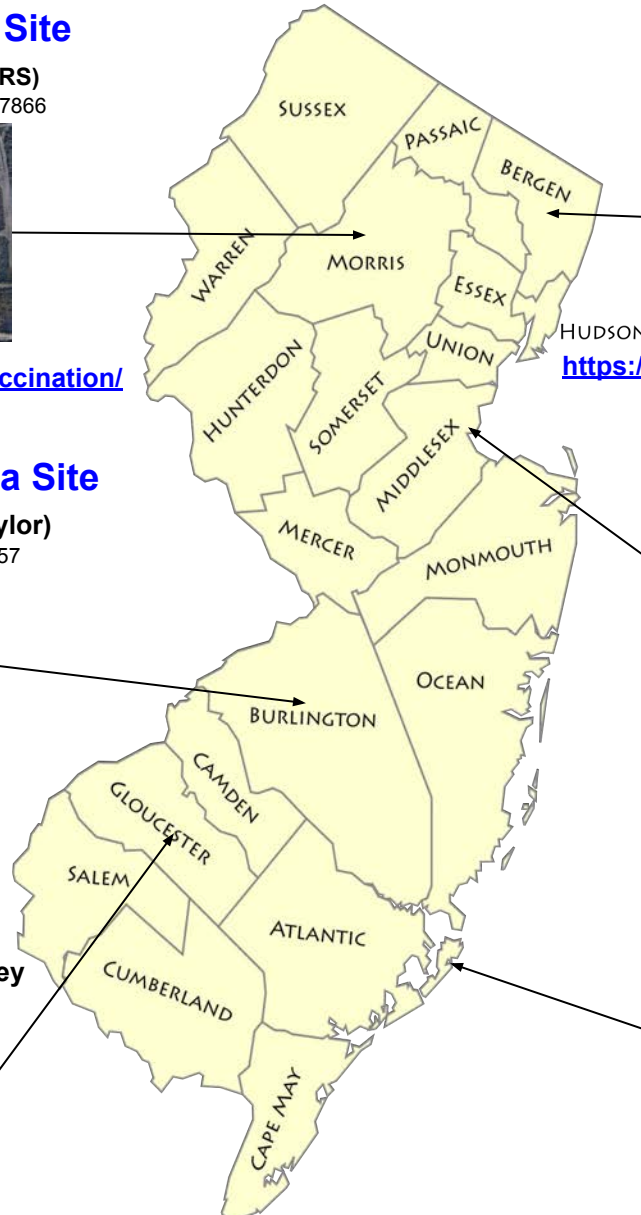 Site
RS)
7866
ccination/
a Site
ylor)
57
ey
SUSSEX
PASSAIC
BERGEN
WARREN
MORRIS
ESSEX
HUDSON
https:/
UNION
HUNTERDON
SOMERSET
MIDDLESEX
MERCER
MONMOUTH
OCEAN
BURLINGTON
CAMDEN
GLOUCESTER
SALEM
ATLANTIC
CUMBERLAND
CAPE MAY